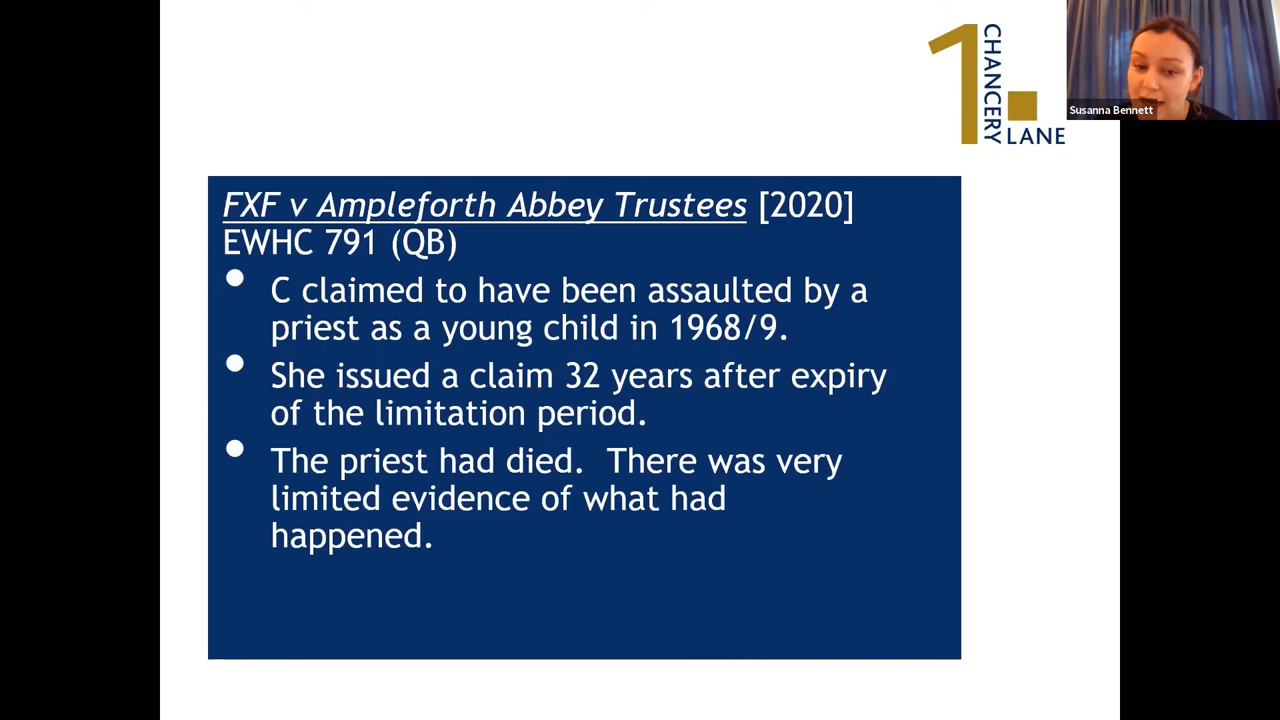 1
CHANCERY
LANE
Susanna Bennett
FXF v Ampleforth Abbey Trustees [2020]
EWHC 791 (QB)
• C claimed to have been assaulted by a
priest as a young child in 1968/9.
• She issued a claim 32 years after expiry
of the limitation period.
• The priest had died.  There was very
limited evidence of what had
happened.